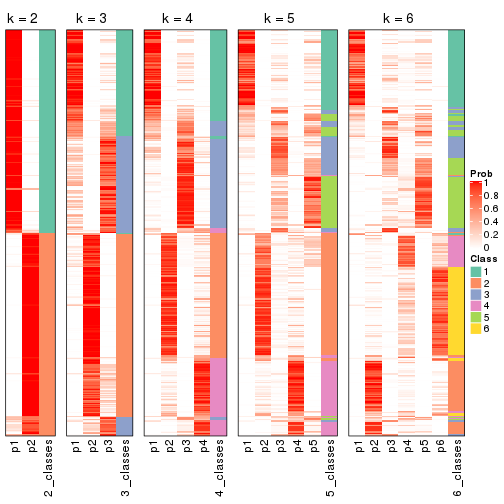 k = 2
k = 3
k = 4
k = 5
k = 6
Prob
1
0.8
0.6
0.4
0.2
0
Class
1
2
3
4
5
6
p1
p2
2_classes
p1
p2
p3
3_classes
p1
p2
p3
p4
4_classes
p1
p2
p3
p4
p5
5_classes
p1
p2
p3
p4
p5
p6
6_classes